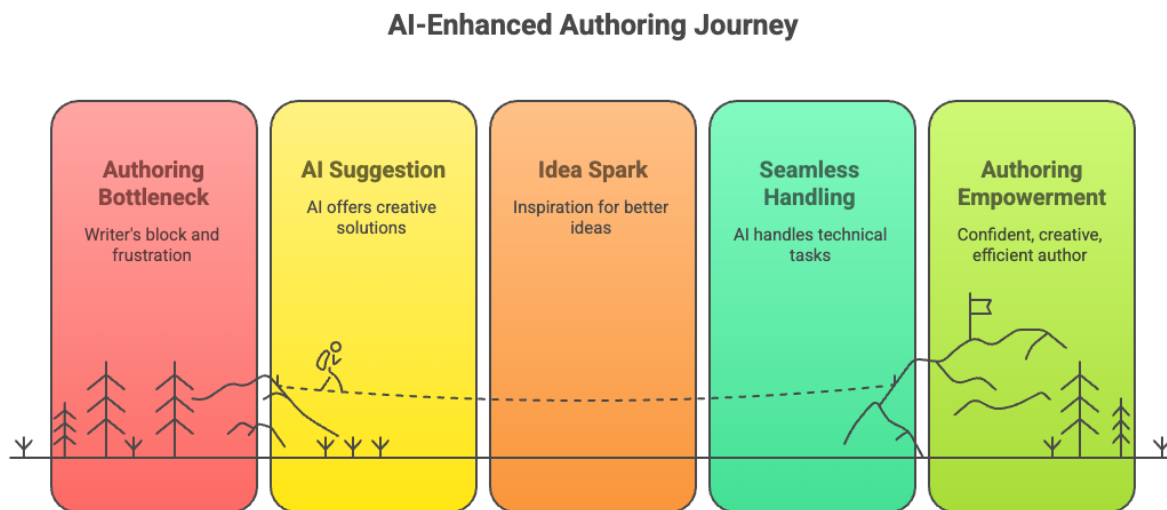 AI-Enhanced Authoring Journey
Authoring
Bottleneck
Writer's block and
frustration
AI Suggestion
AI offers creative
solutions
Idea Spark
Inspiration for better
ideas
Seamless
Handling
AI handles technical
tasks
Authoring
Empowerment
Confident, creative,
efficient author